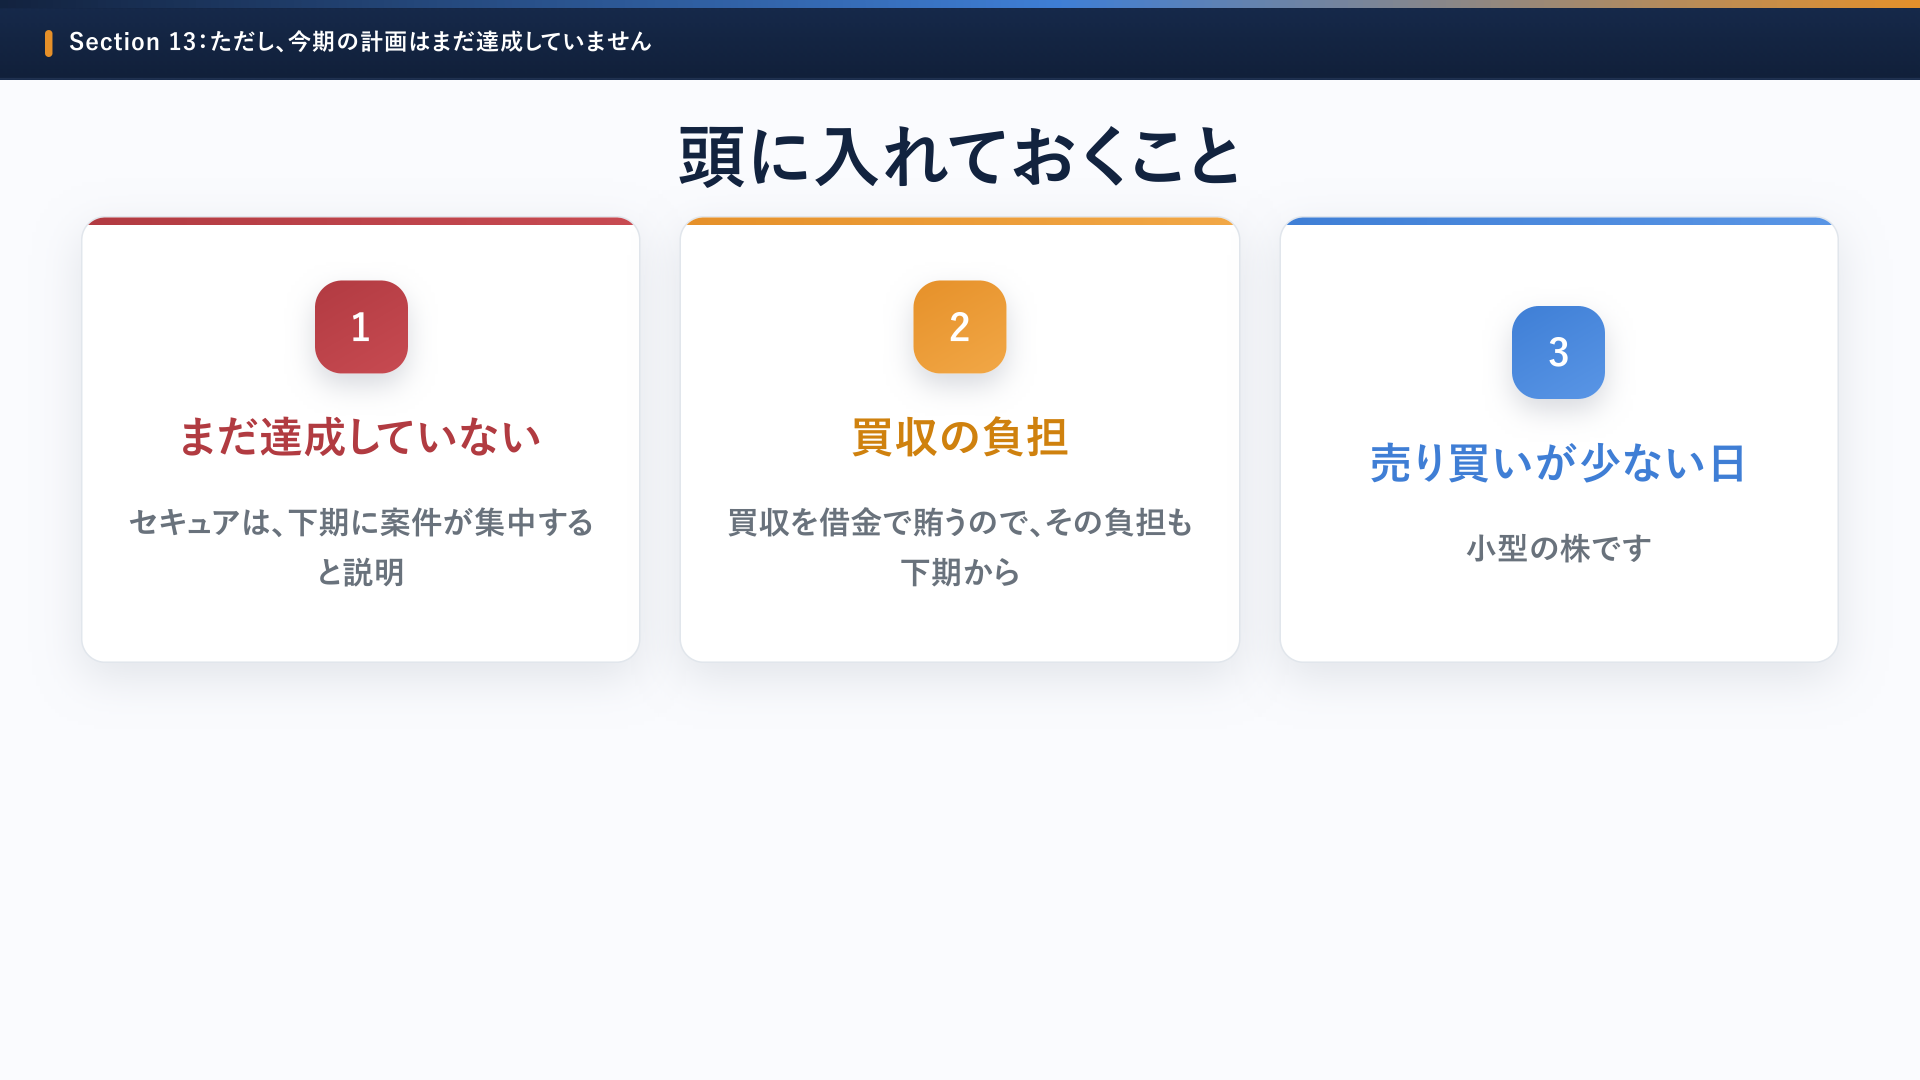 Section 13：ただし、今期の計画はまだ達成していません
頭に入れておくこと
1
まだ達成していない
セキュアは、下期に案件が集中する
と説明
2
買収の負担
買収を借金で賄うので、その負担も
下期から
3
売り買いが少ない日
小型の株です